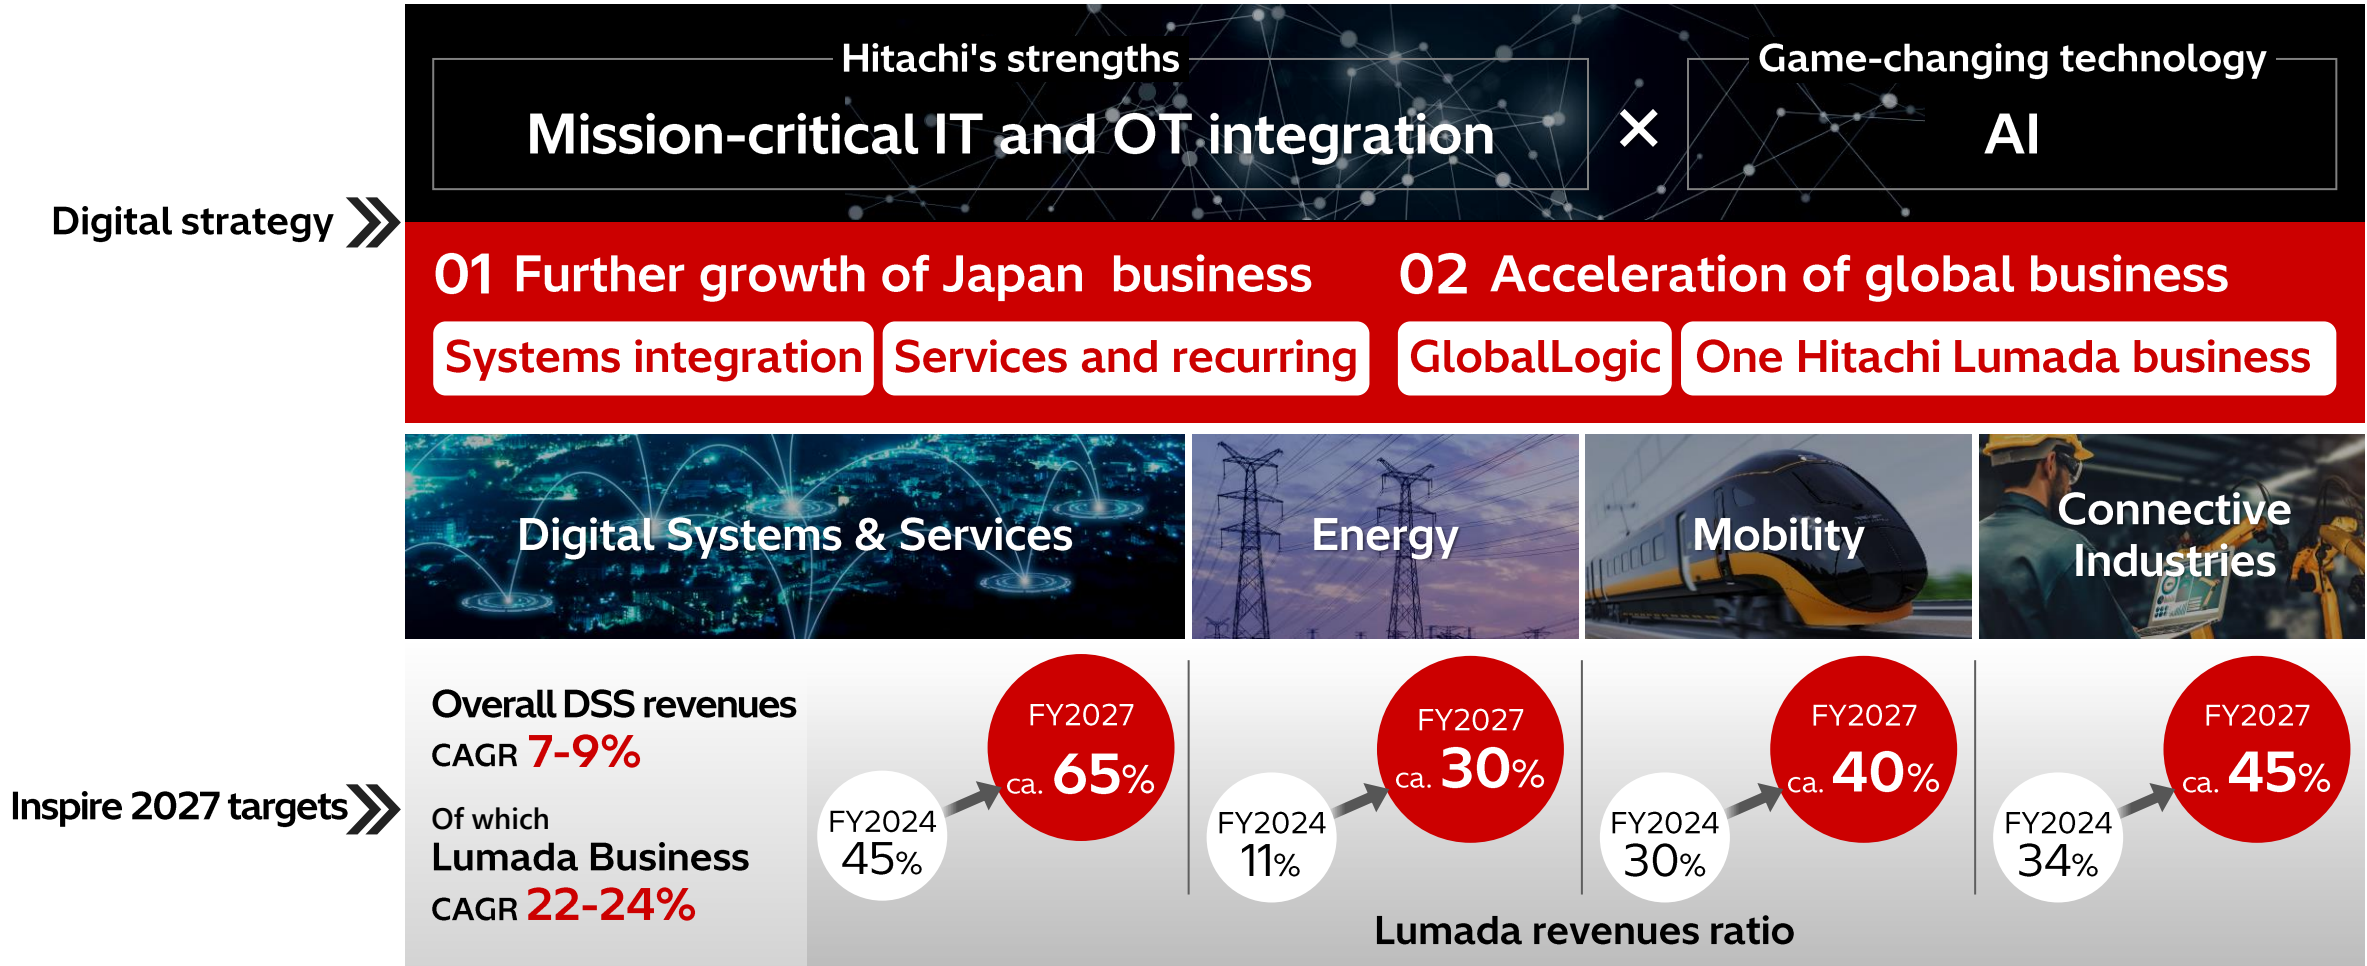 Digital strategy
Hitachi's strengths
Mission-critical IT and OT integration
×
Game-changing technology
AI
01 Further growth of Japan business
Systems integration
Services and recurring
02 Acceleration of global business
GlobalLogic
One Hitachi Lumada business
Digital Systems & Services
Energy
Mobility
Connective
Industries
Inspire 2027 targets
Overall DSS revenues
CAGR 7-9%
Of which
Lumada Business
CAGR 22-24%
FY2024
45%
FY2027
ca. 65%
FY2024
11%
FY2027
ca. 30%
FY2024
30%
FY2027
ca. 40%
FY2024
34%
FY2027
ca. 45%
Lumada revenues ratio